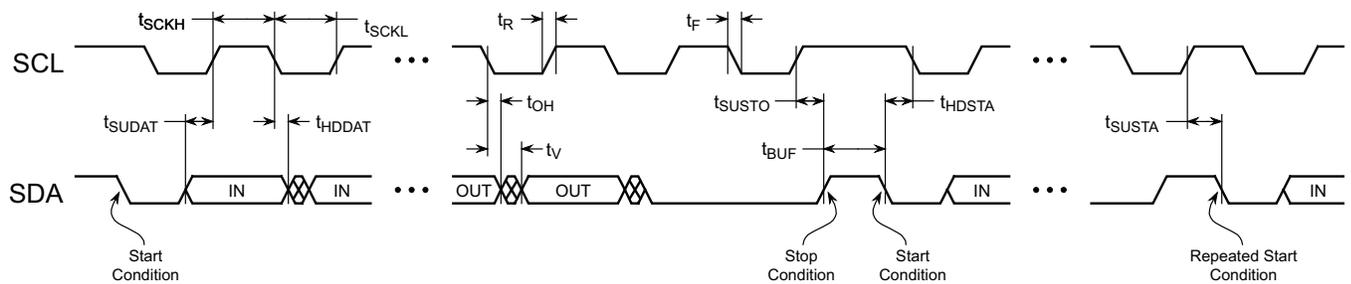 tSCKH
tSCKL
tR
tF
SCL
•••
•••
tOH
tSUSTO
tHDSTA
tSUDAT
tHDDAT
tSUSTA
tV
tBUF
SDA
IN
IN
•••
OUT
OUT
IN
•••
IN
Start
Condition
Stop
Condition
Start
Condition
Repeated Start
Condition